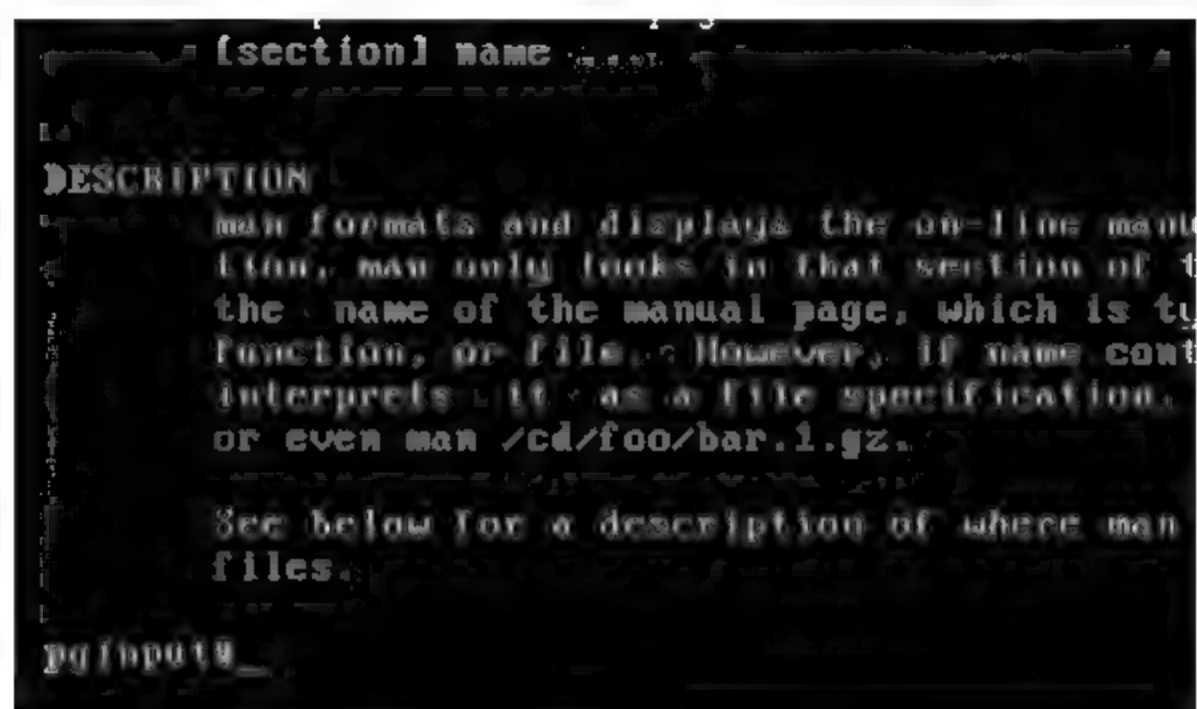 [section] name
DESCRIPTION
man formats and displays the on-line manu
tion, man only looks in that section of t
the name of the manual page, which is ty
function, or file. However, if name cont
interprets it as a file specification.
or even man /cd/foo/bar.1.gz.
See below for a description of where man
files.